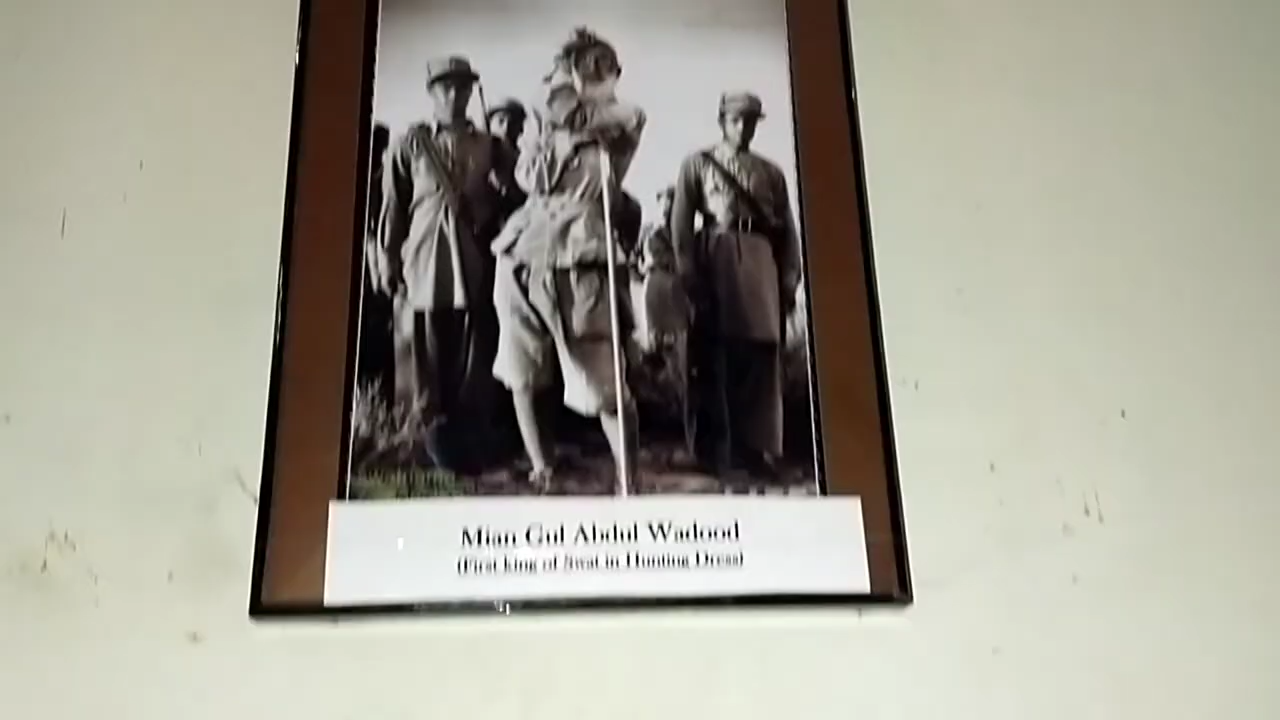 Mian Gul Abdul Wadood
(First king of Swat in Hunting Dress)